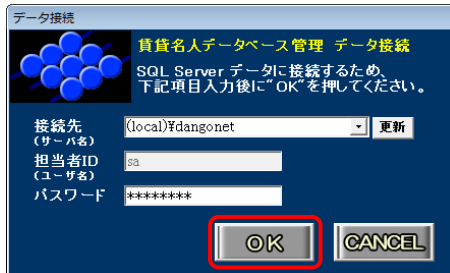 データ接続
賃貸名人データベース管理 データ接続
SQL Server データに接続するため、
下記項目入力後に"OK"を押してください。
接続先
(サーバ名)
(local)¥dangonet
更新
担当者ID
(ユーザ名)
sa
パスワード
********
OK
CANCEL